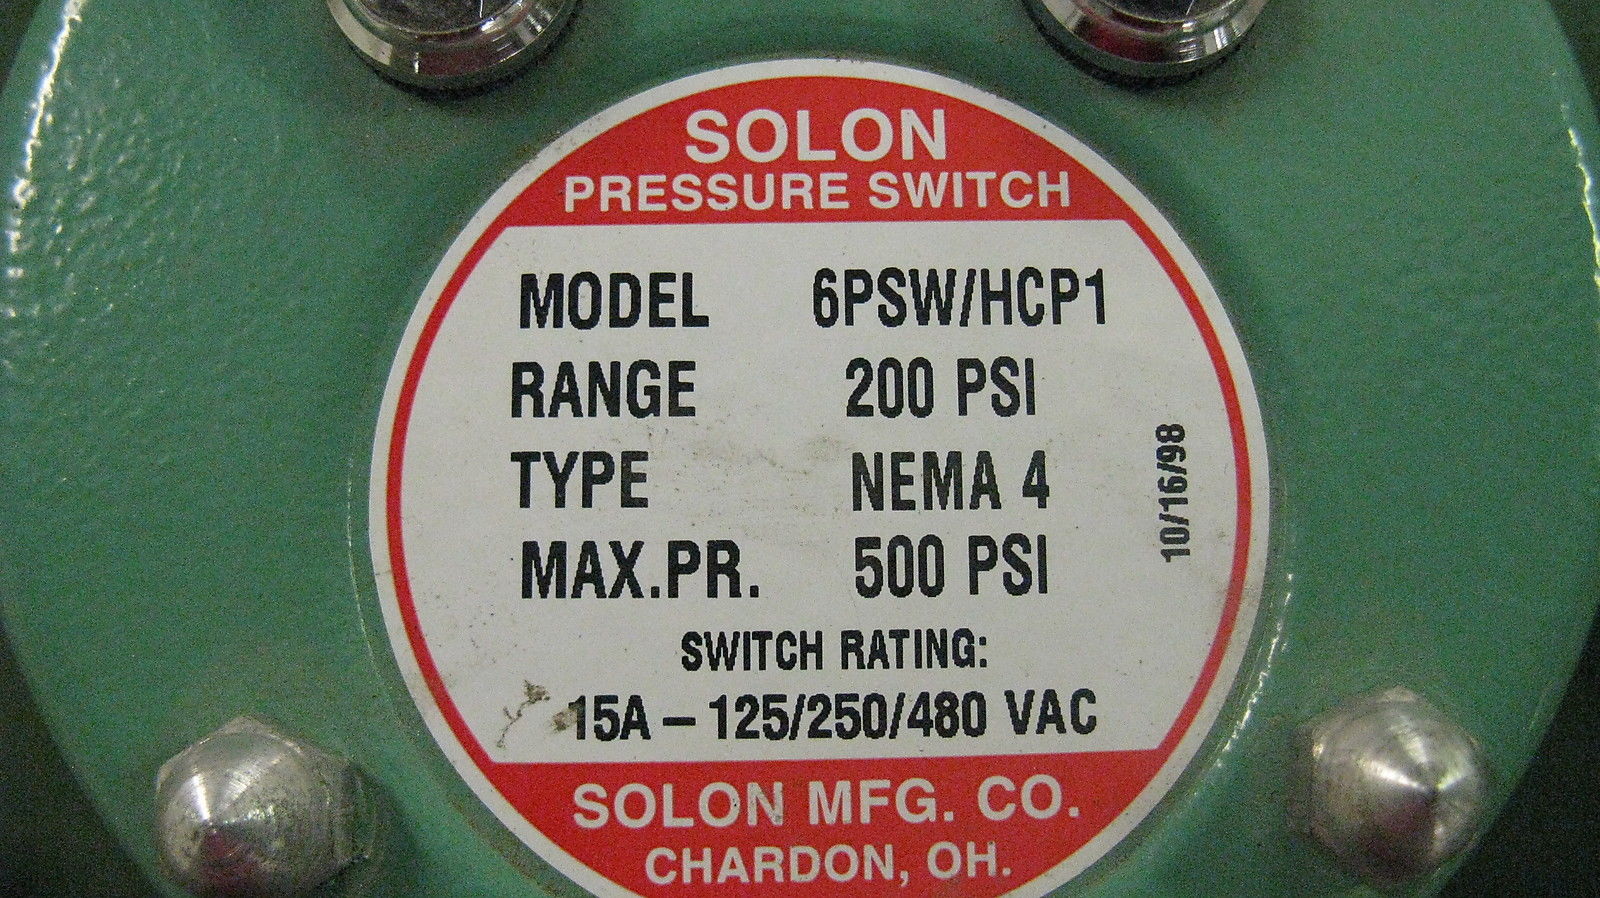 SOLON
PRESSURE SWITCH
MODEL 6PSW/HCP1
RANGE 200 PSI
TYPE NEMA 4
MAX.PR. 500 PSI
10/16/98
SWITCH RATING:
15A – 125/250/480 VAC
SOLON MFG. CO.
CHARDON, OH.